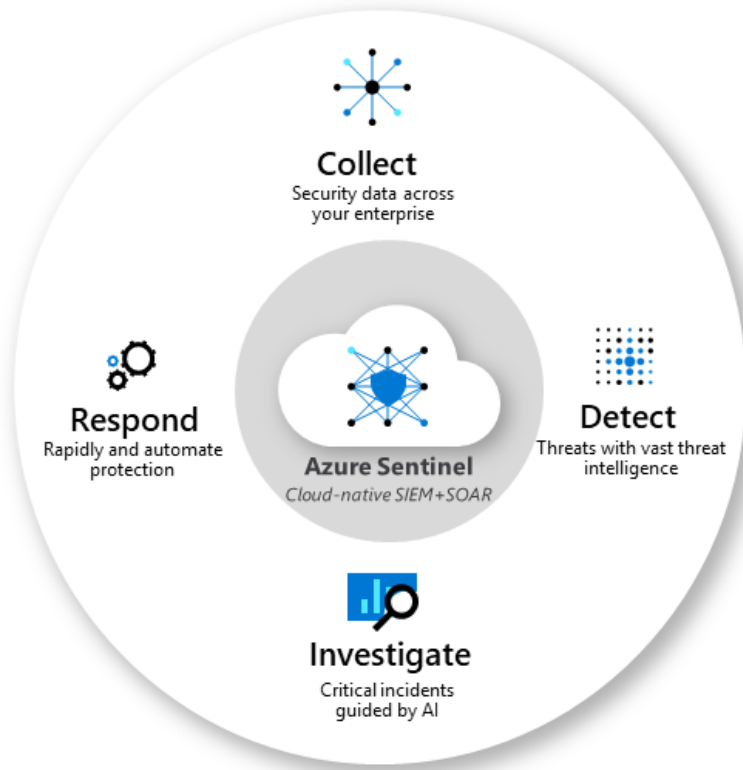 Collect
Security data across
your enterprise
Respond
Rapidly and automate
protection
Azure Sentinel
Cloud-native SIEM+SOAR
Detect
Threats with vast threat
intelligence
Investigate
Critical incidents
guided by AI